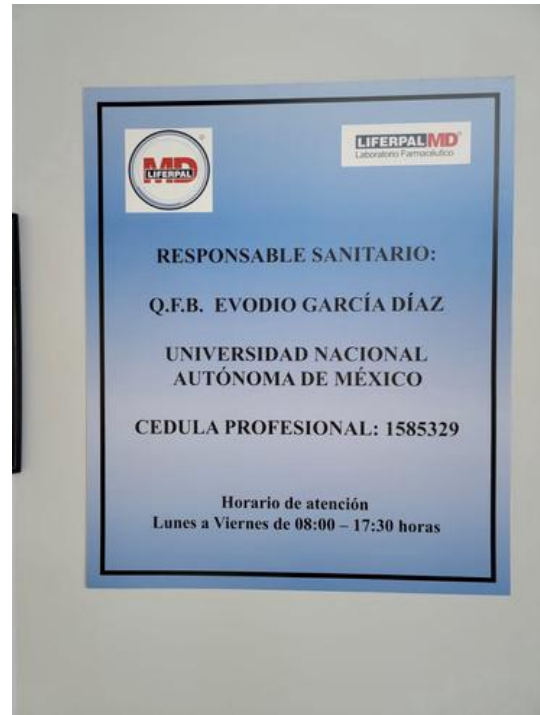 MD
LIFERPAL
®
LIFERPAL MD®
Laboratorio Farmacéutico
RESPONSABLE SANITARIO:
Q.F.B. EVODIO GARCÍA DÍAZ
UNIVERSIDAD NACIONAL
AUTÓNOMA DE MÉXICO
CEDULA PROFESIONAL: 1585329
Horario de atención
Lunes a Viernes de 08:00 – 17:30 horas